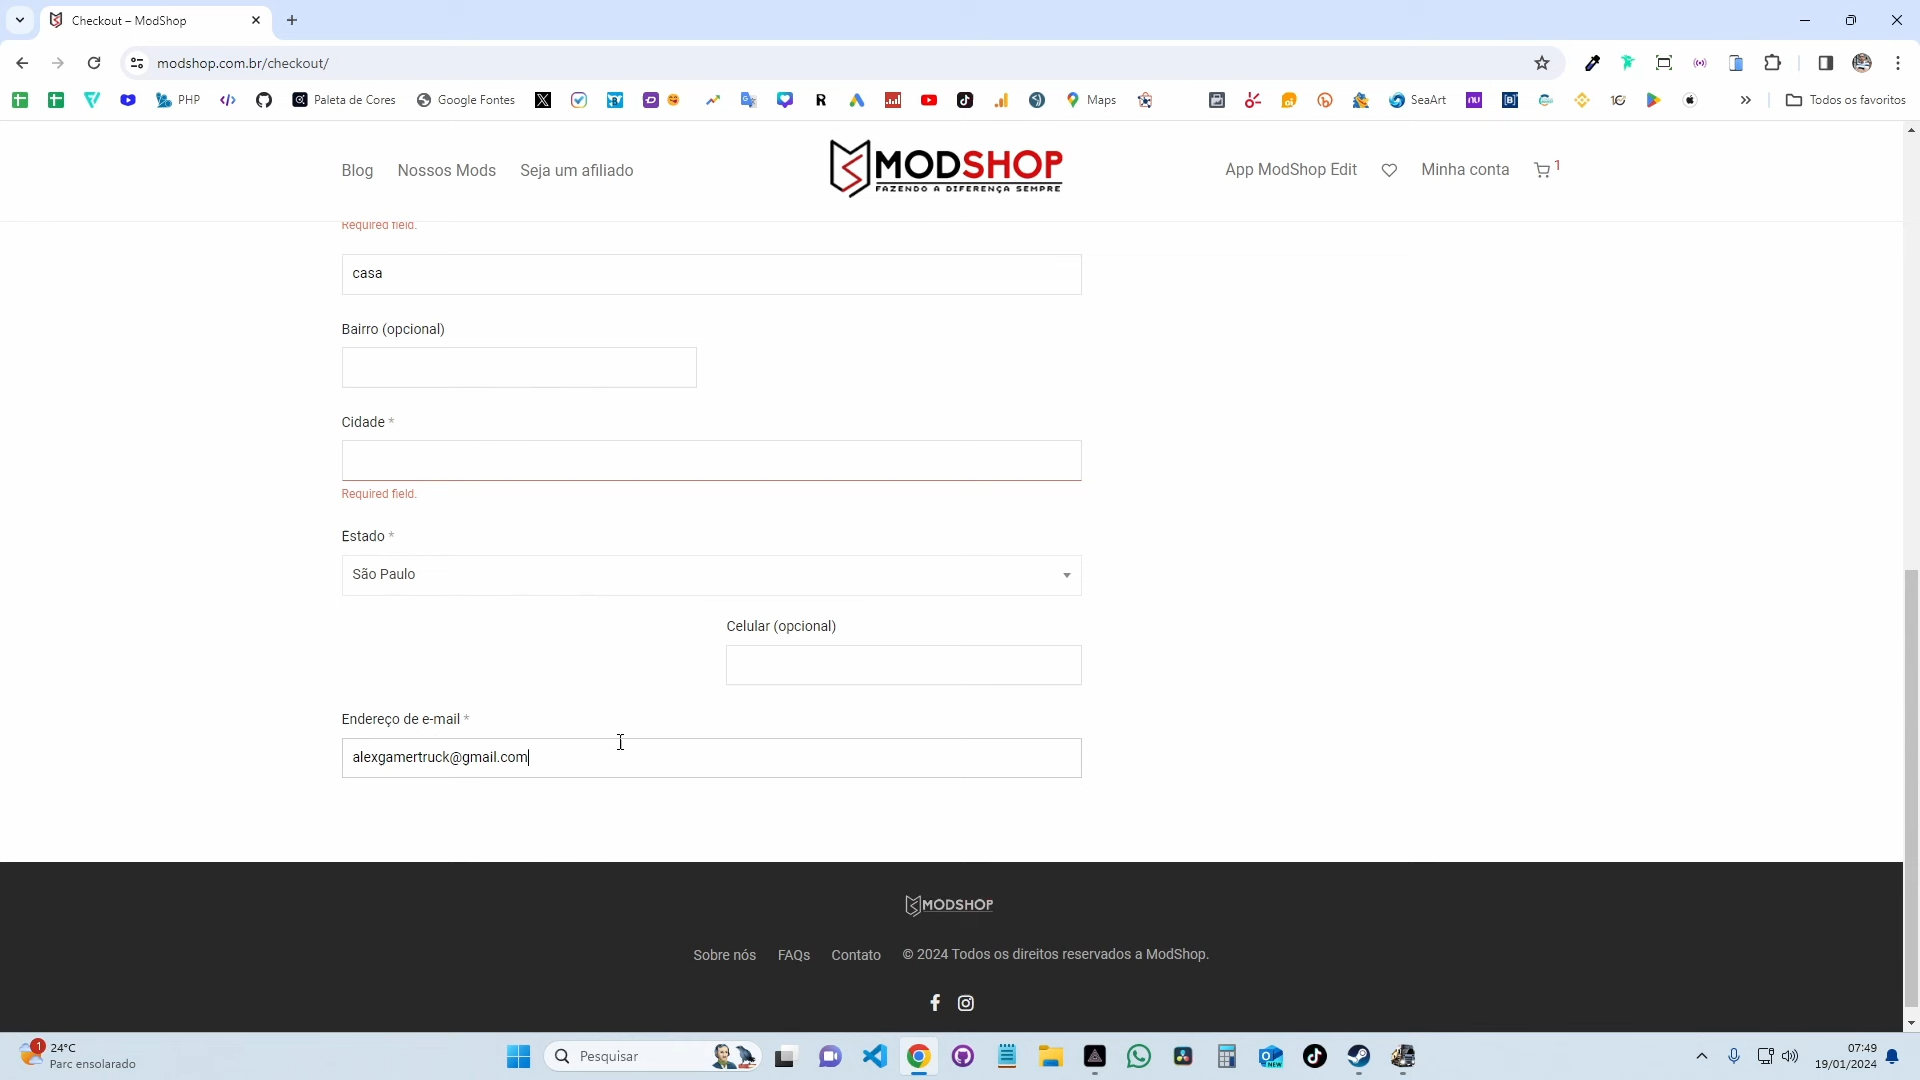 Checkout – ModShop
modshop.com.br/checkout/
PHP
Paleta de Cores
Google Fontes
Maps
SeaArt
Todos os favoritos
Blog
Nossos Mods
Seja um afiliado
MODSHOP
FAZENDO A DIFERENÇA SEMPRE
App ModShop Edit
Minha conta
1
Required field.
casa
Bairro (opcional)
Cidade *
Required field.
Estado *
São Paulo
Celular (opcional)
Endereço de e-mail *
alexgamertruck@gmail.com
MODSHOP
Sobre nós
FAQs
Contato
© 2024 Todos os direitos reservados a ModShop.
1
24°C
Parc ensolarado
Pesquisar
07:49
19/01/2024